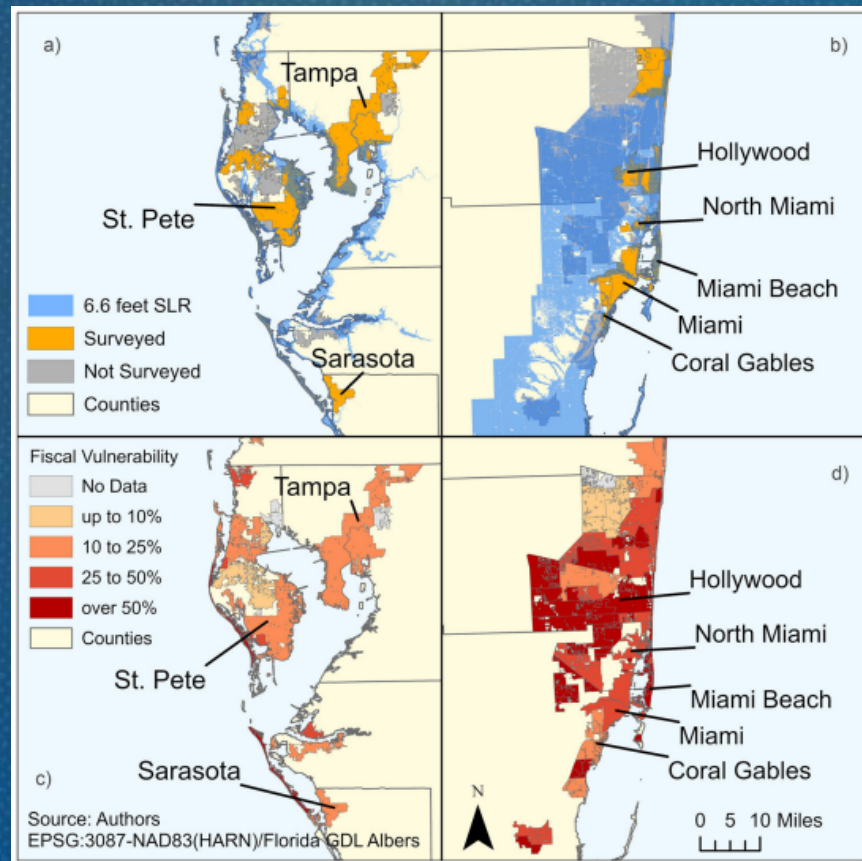 a)
Tampa
St. Pete
Sarasota
6.6 feet SLR
Surveyed
Not Surveyed
Counties
b)
Hollywood
North Miami
Miami Beach
Miami
Coral Gables
Fiscal Vulnerability
No Data
up to 10%
10 to 25%
25 to 50%
over 50%
Counties
Tampa
St. Pete
Sarasota
c)
Source: Authors
EPSG:3087-NAD83(HARN)/Florida GDL Albers
d)
Hollywood
North Miami
Miami Beach
Miami
Coral Gables
N
0 5 10 Miles